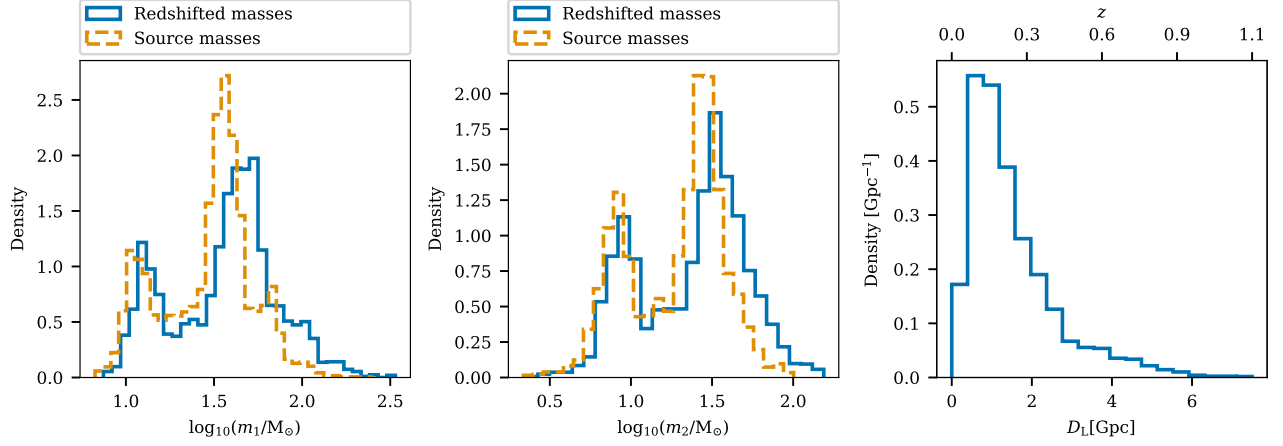 Redshifted masses
Source masses
2.5
2.0
1.5
1.0
0.5
0.0
Density
1.0 1.5 2.0 2.5
log₁₀(m₁/M⊙)
Redshifted masses
Source masses
2.00
1.75
1.50
1.25
1.00
0.75
0.50
0.25
0.00
Density
0.5 1.0 1.5 2.0
log₁₀(m₂/M⊙)
z
0.0 0.3 0.6 0.9 1.1
0.5
0.4
0.3
0.2
0.1
0.0
Density [Gpc⁻¹]
0 2 4 6
D_L[Gpc]